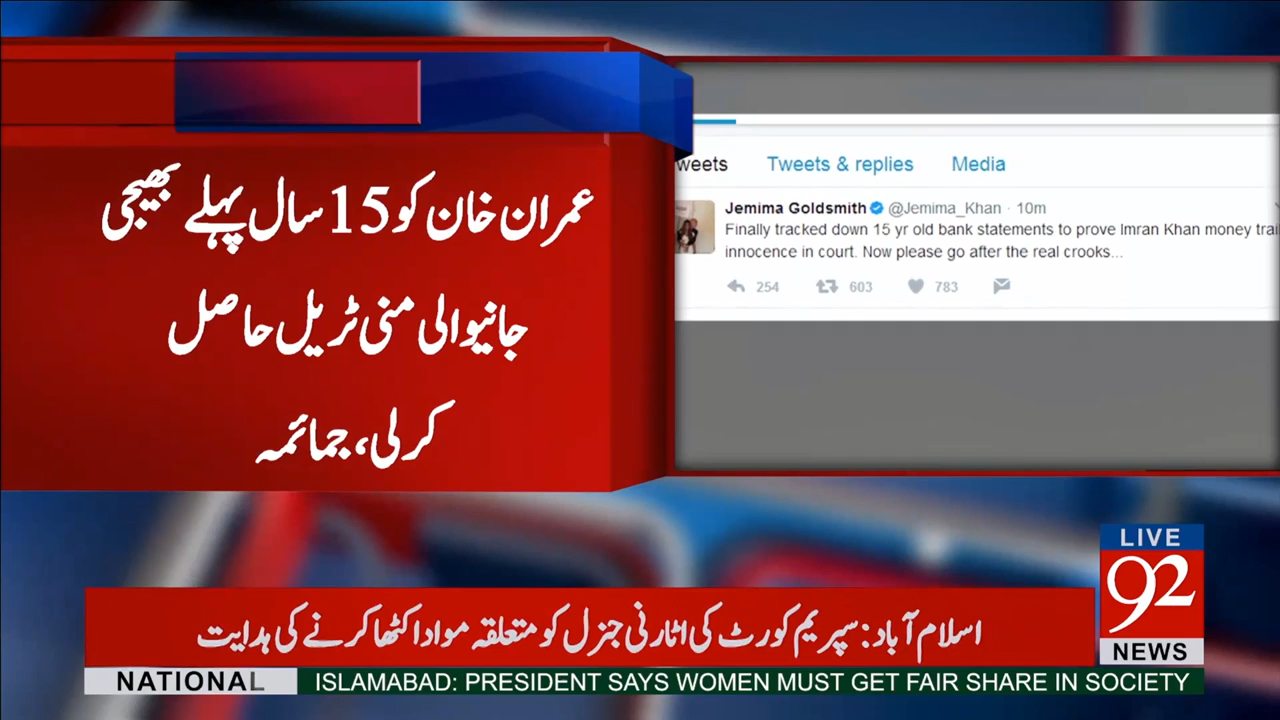 عمران خان کو 15 سال پہلے بھیجی
جانیوالی منی ٹریل حاصل
کرلی، جمائمہ
weets Tweets & replies Media
Jemima Goldsmith @Jemima_Khan · 10m
Finally tracked down 15 yr old bank statements to prove Imran Khan money trai
innocence in court. Now please go after the real crooks...
254 603 783
LIVE
92
NEWS
اسلام آباد: سپریم کورٹ کی اٹارنی جنرل کو متعلقہ مواد اکٹھا کرنے کی ہدایت
NATIONAL ISLAMABAD: PRESIDENT SAYS WOMEN MUST GET FAIR SHARE IN SOCIETY